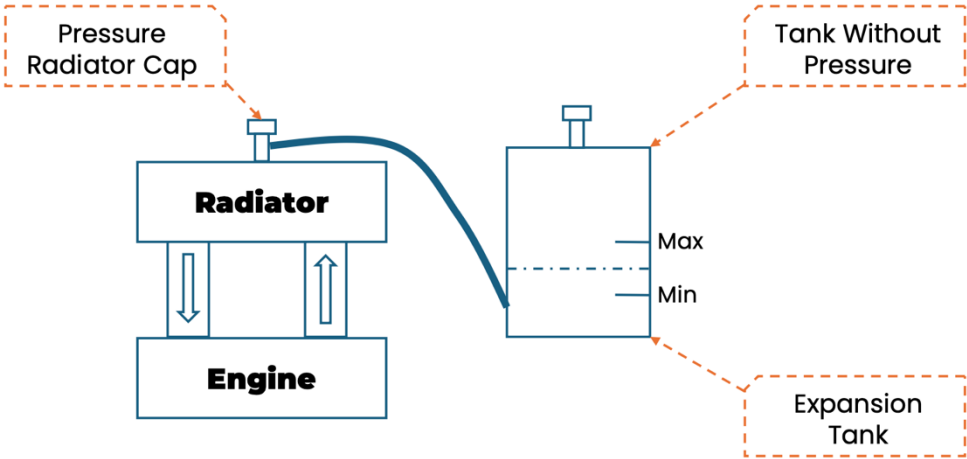 Pressure
Radiator Cap
Tank Without
Pressure
Radiator
Max
Min
Engine
Expansion
Tank